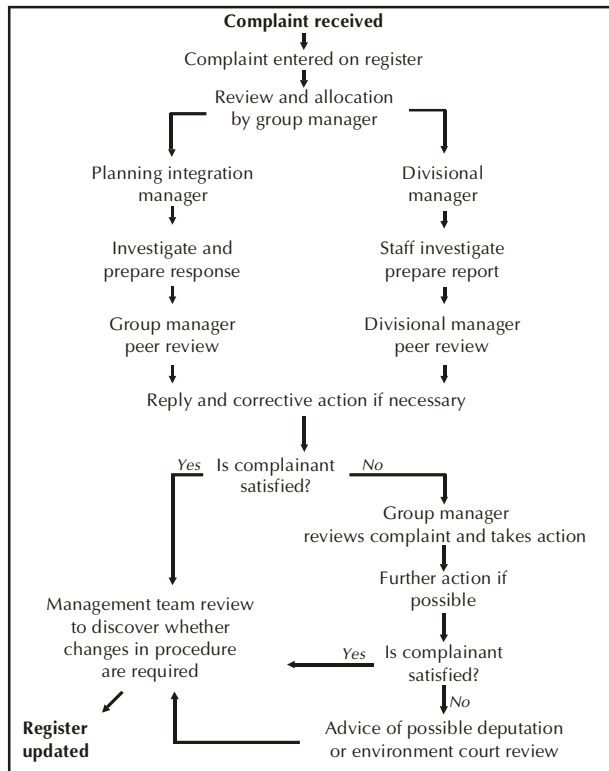 Complaint received
Complaint entered on register
Review and allocation
by group manager
Planning integration
manager
Divisional
manager
Investigate and
prepare response
Staff investigate
prepare report
Group manager
peer review
Divisional manager
peer review
Reply and corrective action if necessary
Yes
Is complainant
satisfied?
No
Group manager
reviews complaint and takes action
Further action if
possible
Management team review
to discover whether
changes in procedure
are required
Yes
Is complainant
satisfied?
No
Register
updated
Advice of possible deputation
or environment court review